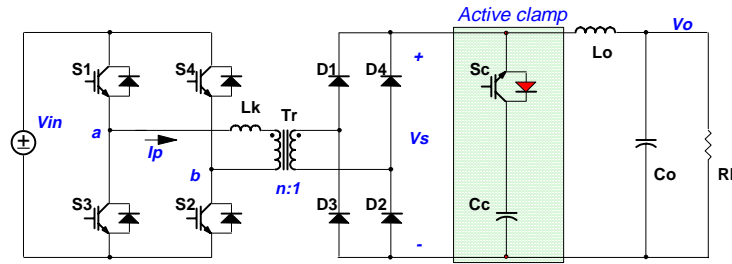 Active clamp
S1
S4
D1
D4
+
Sc
Lo
Vo
Vin
a
Ip
Lk
Tr
Vs
b
n:1
S3
S2
D3
D2
-
Cc
Co